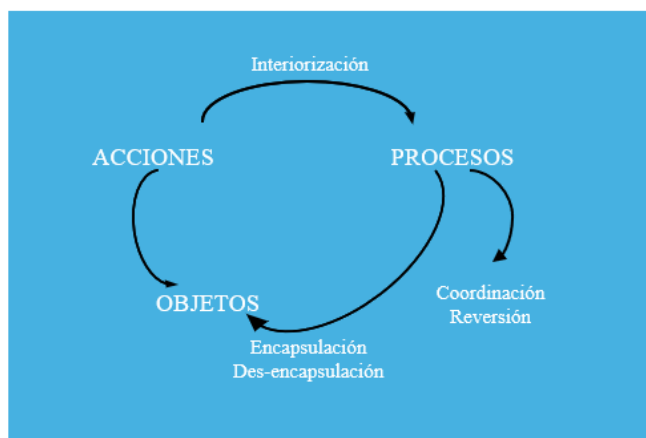 Interiorización
ACCIONES
PROCESOS
OBJETOS
Coordinación
Reversión
Encapsulación
Des-encapsulación